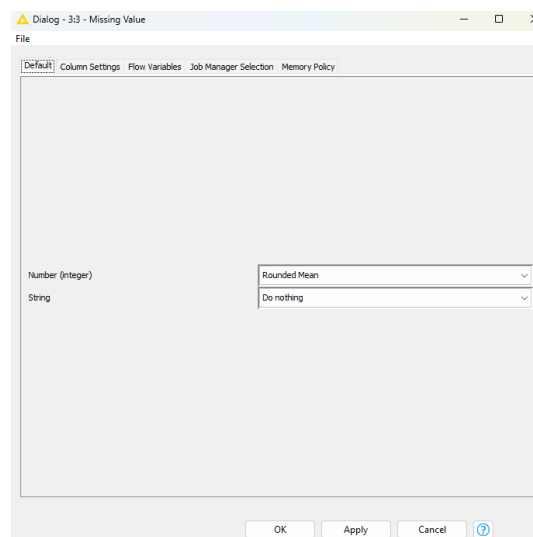 Dialog - 3:3 - Missing Value
File
Default Column Settings Flow Variables Job Manager Selection Memory Policy
Number (integer) Rounded Mean
String Do nothing
OK Apply Cancel ?